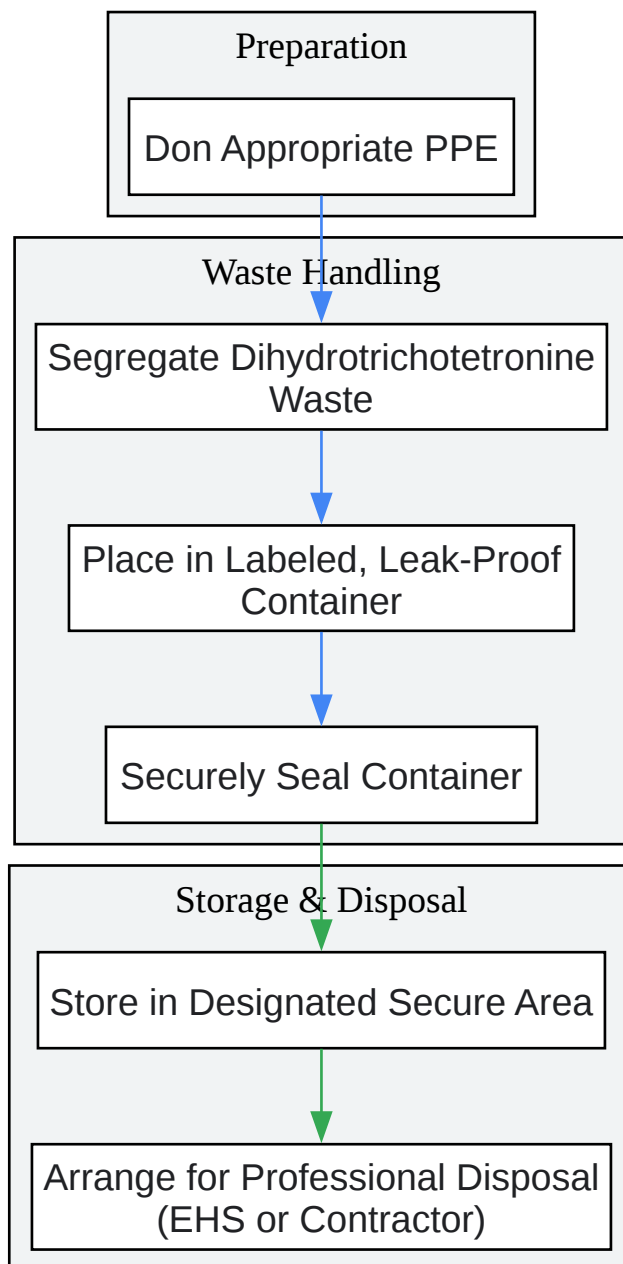 Preparation
Don Appropriate PPE
Waste Handling
Segregate Dihydrotrichotetronine
Waste
Place in Labeled, Leak-Proof
Container
Securely Seal Container
Storage & Disposal
Store in Designated Secure Area
Arrange for Professional Disposal
(EHS or Contractor)